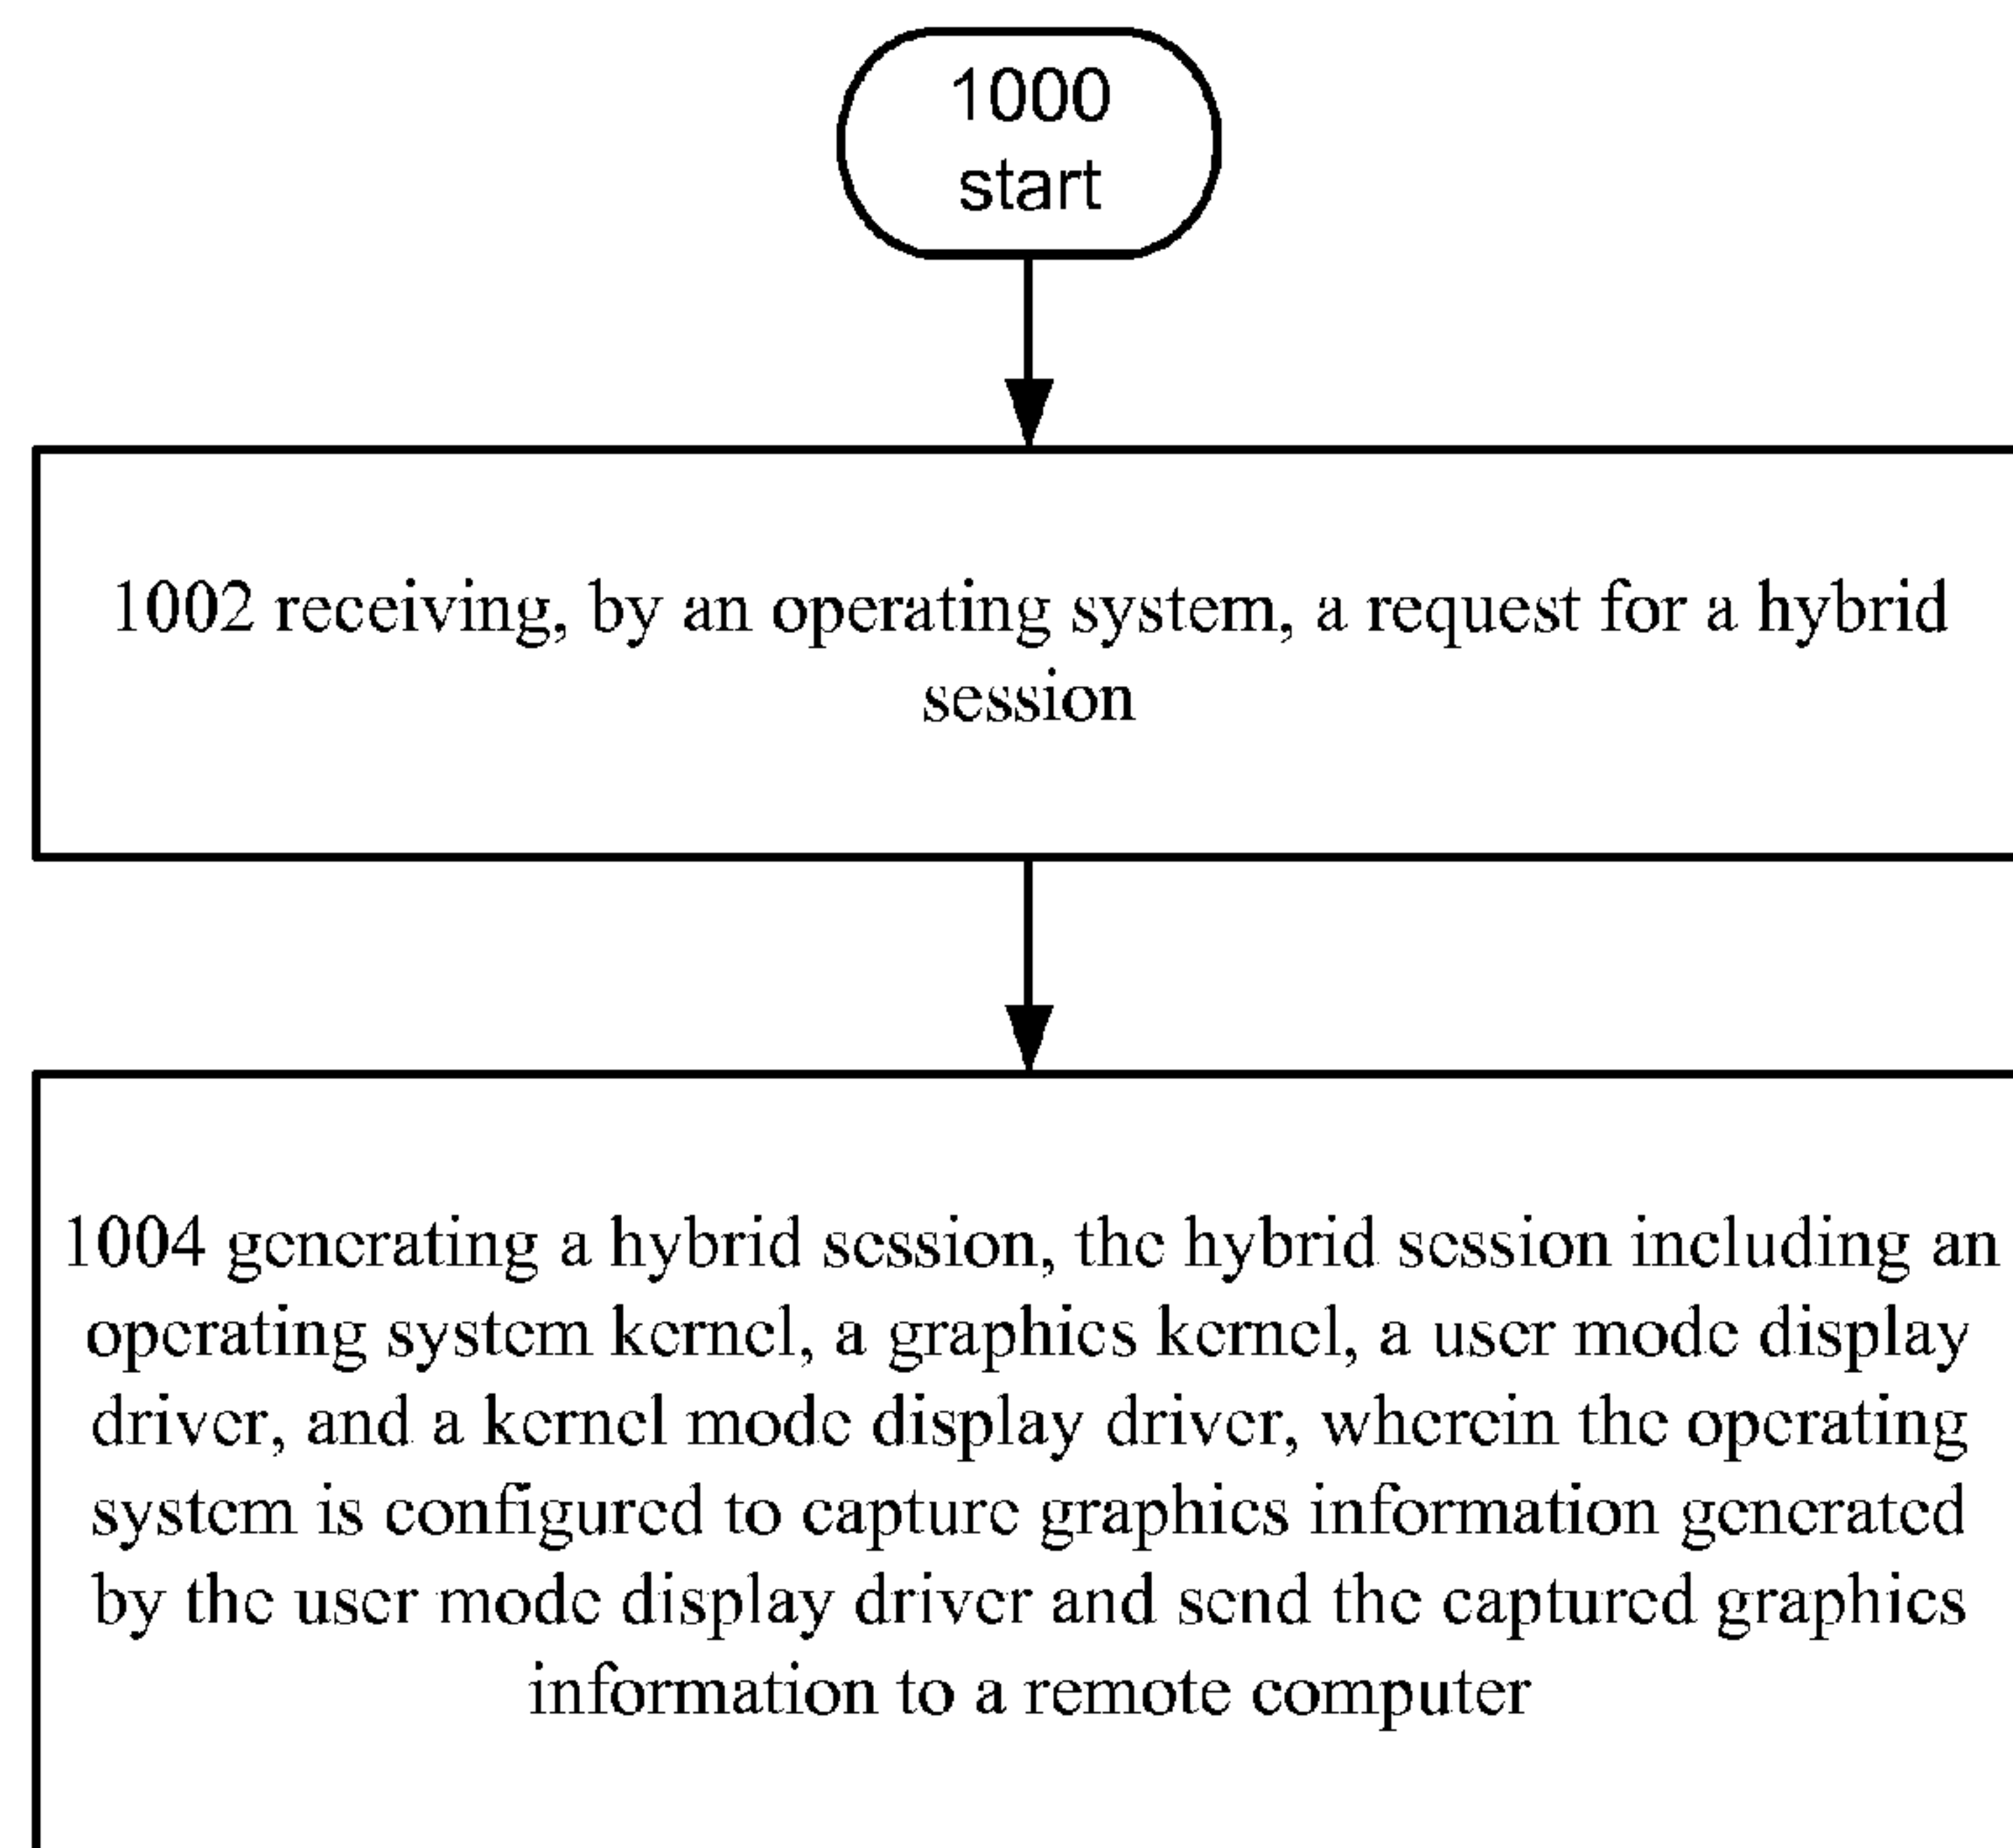 1000
start
1002 receiving, by an operating system, a request for a hybrid
session
1004 generating a hybrid session, the hybrid session including an
operating system kernel, a graphics kernel, a user mode display
driver, and a kernel mode display driver, wherein the operating
system is configured to capture graphics information generated
by the user mode display driver and send the captured graphics
information to a remote computer